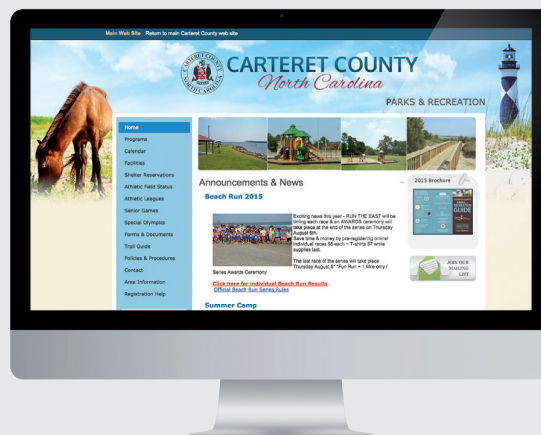 Main Web Site Return to main Carteret County web site
CARTERET COUNTY
North Carolina
PARKS & RECREATION
CARTERET COUNTY
NORTH CAROLINA
Home
Programs
Calendar
Facilities
Shelter Reservations
Athletic Field Status
Athletic Leagues
Senior Games
Special Olympics
Forms & Documents
Trail Guide
Policies & Procedures
Contact
Area Information
Registration Help
Announcements & News
Beach Run 2015
Exciting news this year - RUN THE EAST will be
timing each race & an AWARDS ceremony will
take place at the end of the series on Thursday
August 6th.
Save time & money by pre-registering online!
Individual races $5 each ~ T-shirts $7 while
supplies last.
The last race of the series will take place
Thursday August 6* *Fun Run ~ 1 Mile only /
Series Awards Ceremony
Click here for individual Beach Run Results
Official Beach Run Series Rules
Summer Camp
2015 Brochure
GUIDE
JOIN OUR
MAILING
LIST